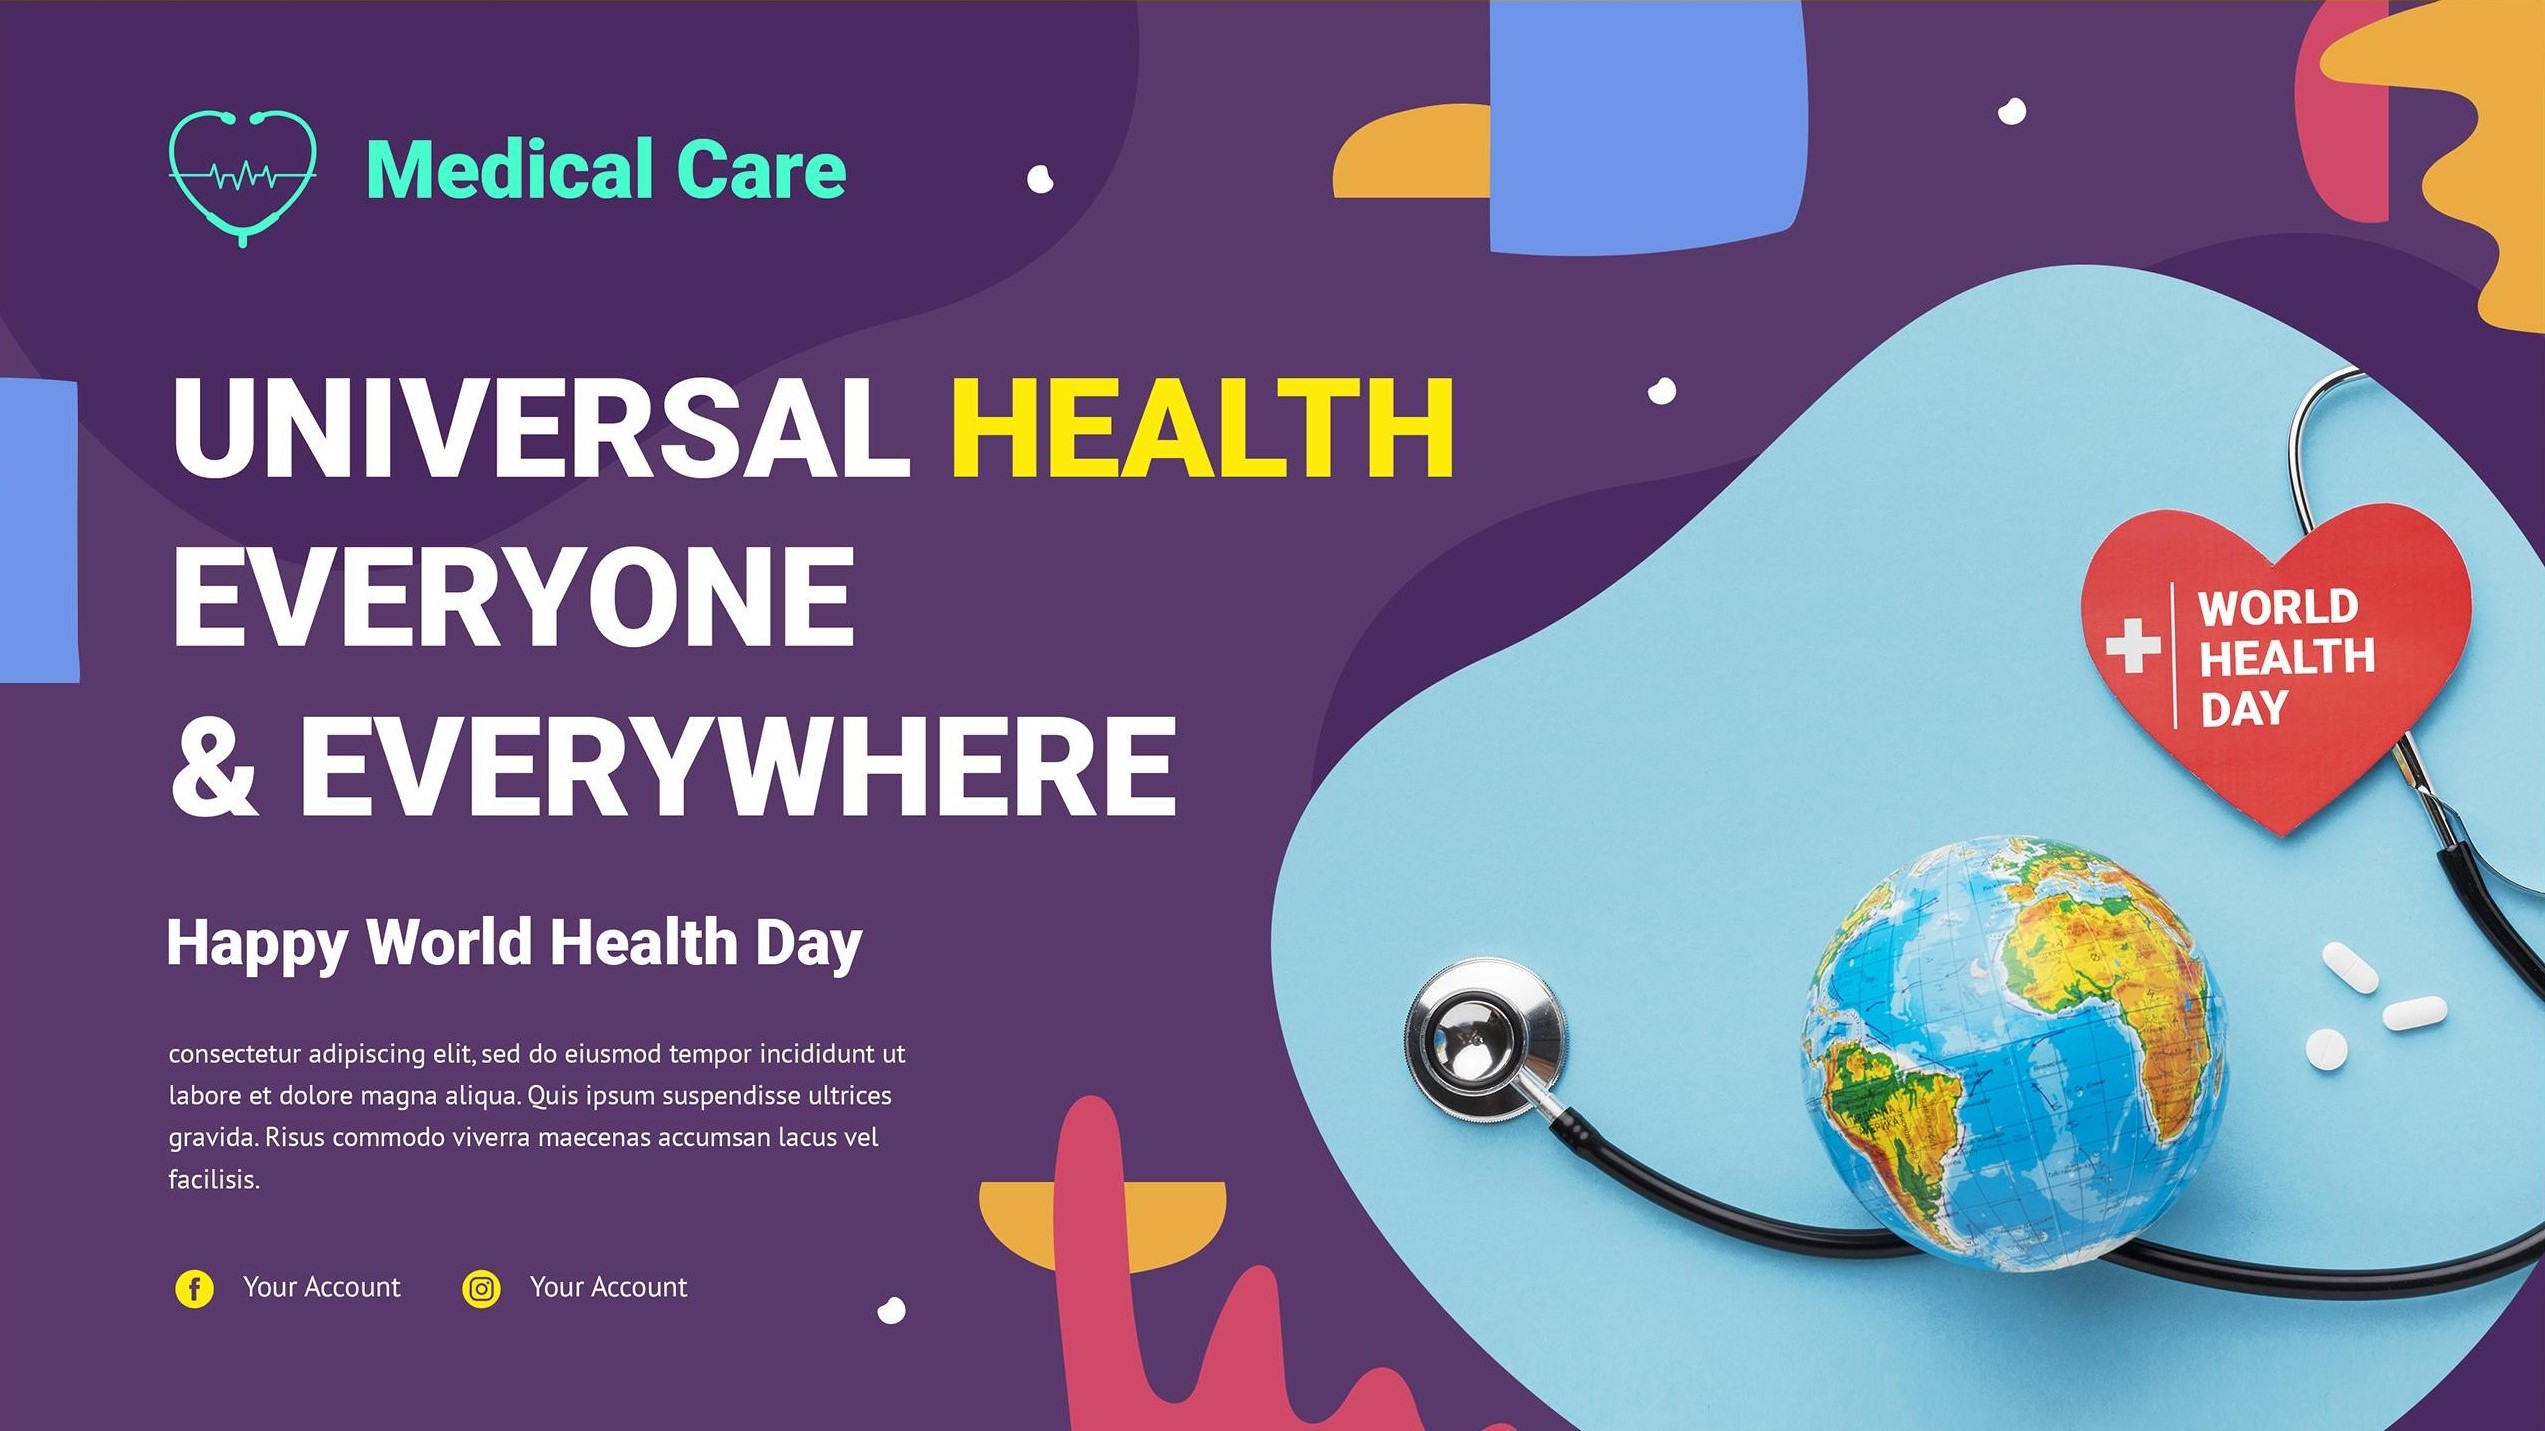 Medical Care
UNIVERSAL HEALTH
EVERYONE
& EVERYWHERE
Happy World Health Day
consectetur adipiscing elit, sed do eiusmod tempor incididunt ut
labore et dolore magna aliqua. Quis ipsum suspendisse ultrices
gravida. Risus commodo viverra maecenas accumsan lacus vel
facilisis.
Your Account
Your Account
WORLD
HEALTH
DAY